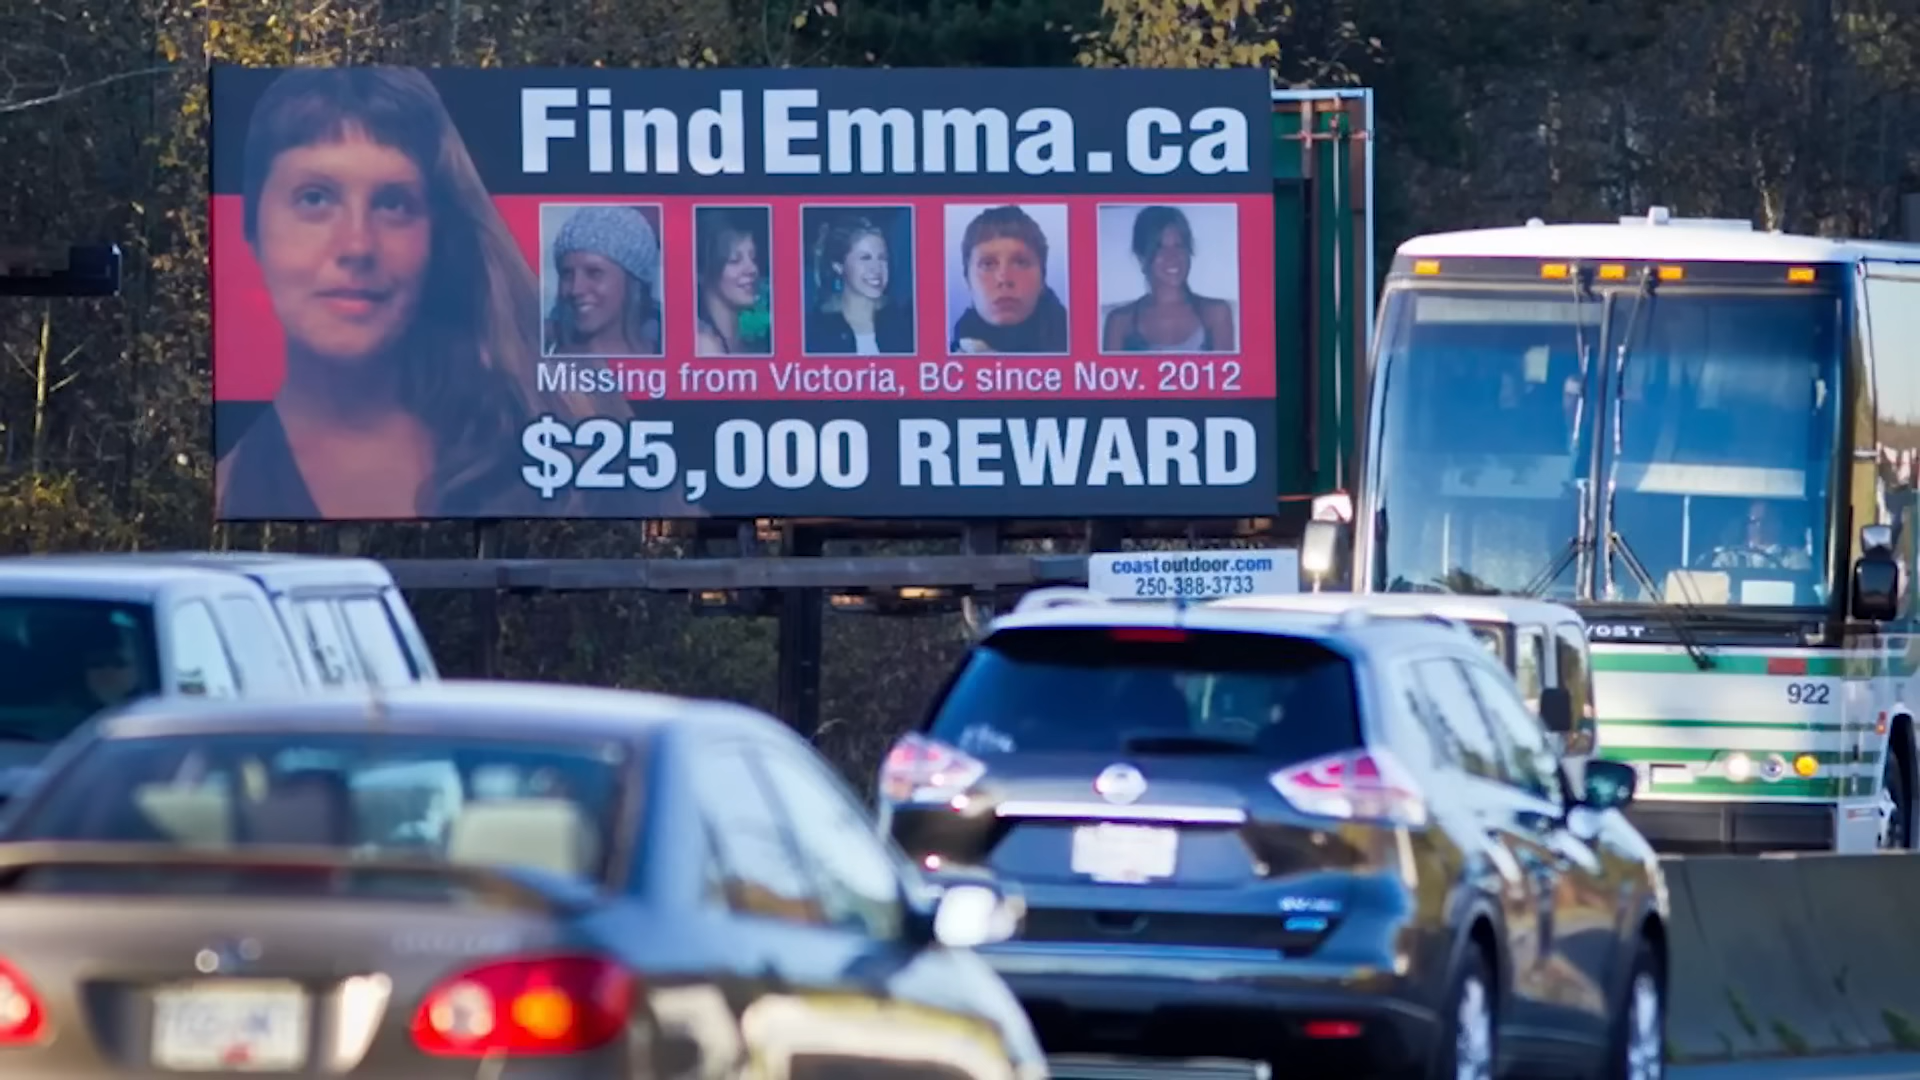 FindEmma.ca
Missing from Victoria, BC since Nov. 2012
$25,000 REWARD
coastoutdoor.com
250-388-3733
922